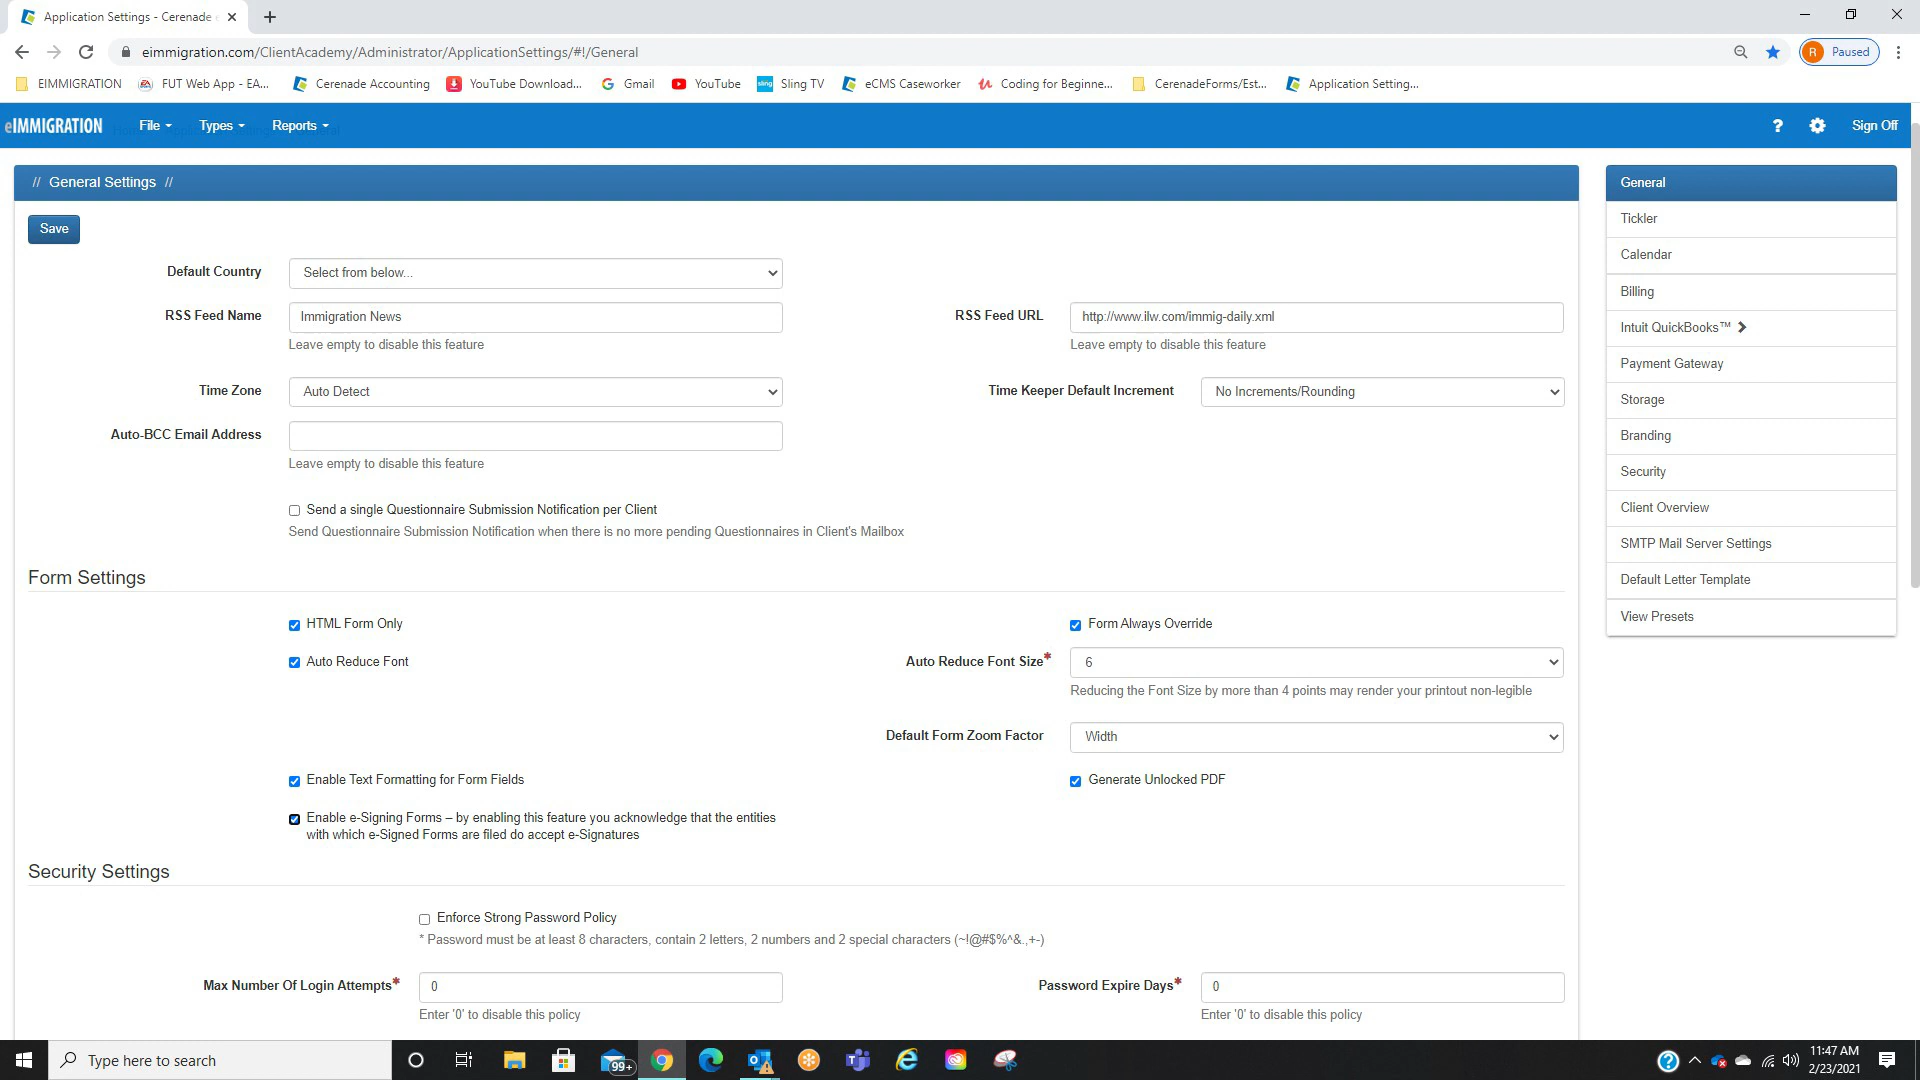 Application Settings - Cerenade e
eimmigration.com/ClientAcademy/Administrator/ApplicationSettings/#!/General
R Paused
EIMMIGRATION
FUT Web App - EA...
Cerenade Accounting
YouTube Download...
Gmail
YouTube
sling
Sling TV
eCMS Caseworker
Coding for Beginne...
CerenadeForms/Est...
Application Setting...
eIMMIGRATION
File
Types
Reports
?
Sign Off
// General Settings //
Save
Default Country
Select from below...
RSS Feed Name
Immigration News
RSS Feed URL
http://www.ilw.com/immig-daily.xml
Leave empty to disable this feature
Leave empty to disable this feature
Time Zone
Auto Detect
Time Keeper Default Increment
No Increments/Rounding
Auto-BCC Email Address
Leave empty to disable this feature
Send a single Questionnaire Submission Notification per Client
Send Questionnaire Submission Notification when there is no more pending Questionnaires in Client's Mailbox
Form Settings
HTML Form Only
Form Always Override
Auto Reduce Font
Auto Reduce Font Size*
6
Reducing the Font Size by more than 4 points may render your printout non-legible
Default Form Zoom Factor
Width
Enable Text Formatting for Form Fields
Generate Unlocked PDF
Enable e-Signing Forms – by enabling this feature you acknowledge that the entities
with which e-Signed Forms are filed do accept e-Signatures
Security Settings
Enforce Strong Password Policy
* Password must be at least 8 characters, contain 2 letters, 2 numbers and 2 special characters (~!@#$%^&.,+-)
Max Number Of Login Attempts*
0
Password Expire Days*
0
Enter '0' to disable this policy
Enter '0' to disable this policy
General
Tickler
Calendar
Billing
Intuit QuickBooks™
Payment Gateway
Storage
Branding
Security
Client Overview
SMTP Mail Server Settings
Default Letter Template
View Presets
Type here to search
99+
11:47 AM
2/23/2021